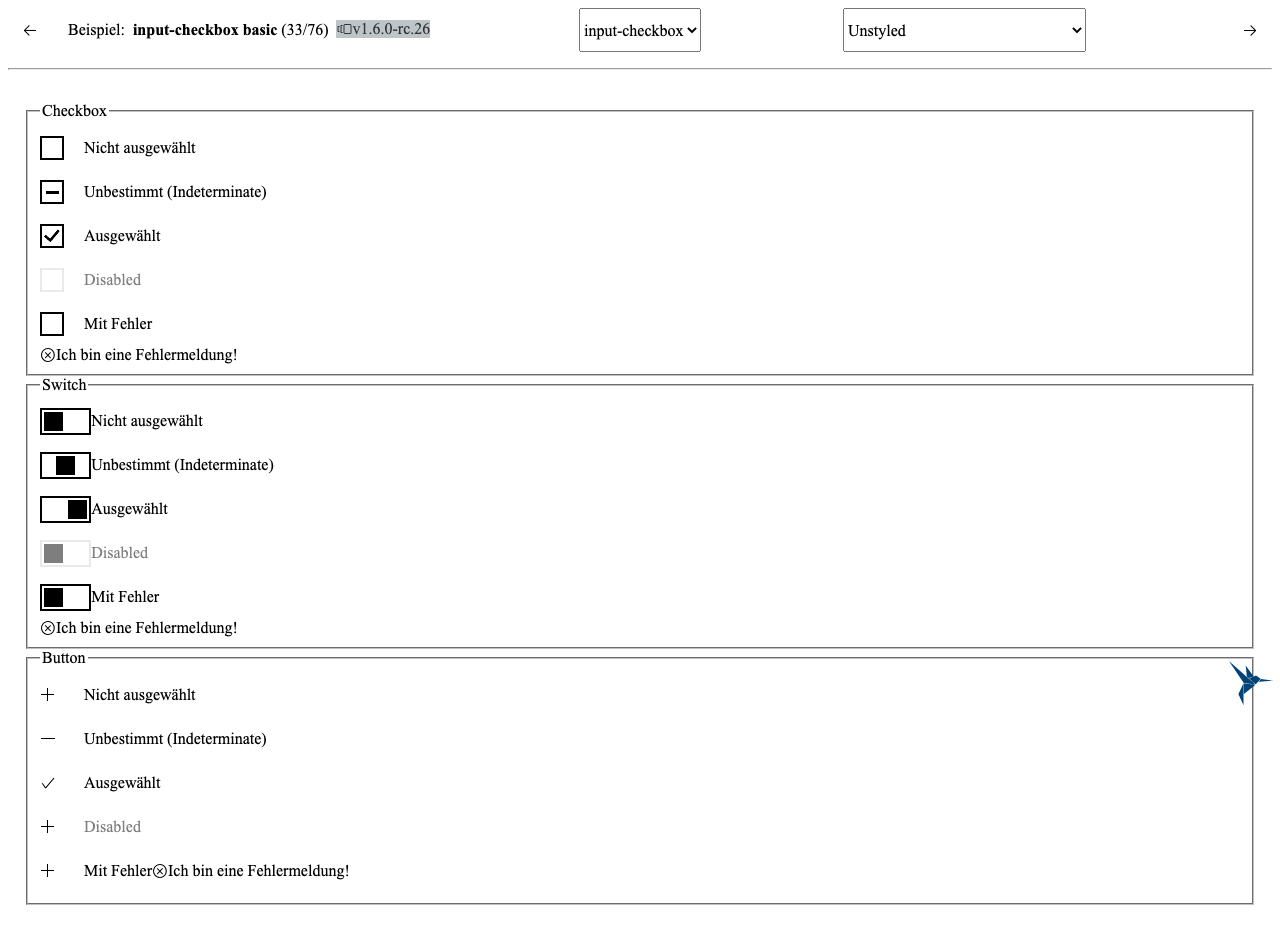 Beispiel: input-checkbox basic (33/76) v1.6.0-rc.26 input-checkbox Unstyled
Checkbox
Nicht ausgewählt
Unbestimmt (Indeterminate)
Ausgewählt
Disabled
Mit Fehler
Ich bin eine Fehlermeldung!
Switch
Nicht ausgewählt
Unbestimmt (Indeterminate)
Ausgewählt
Disabled
Mit Fehler
Ich bin eine Fehlermeldung!
Button
Nicht ausgewählt
Unbestimmt (Indeterminate)
Ausgewählt
Disabled
Mit Fehler Ich bin eine Fehlermeldung!